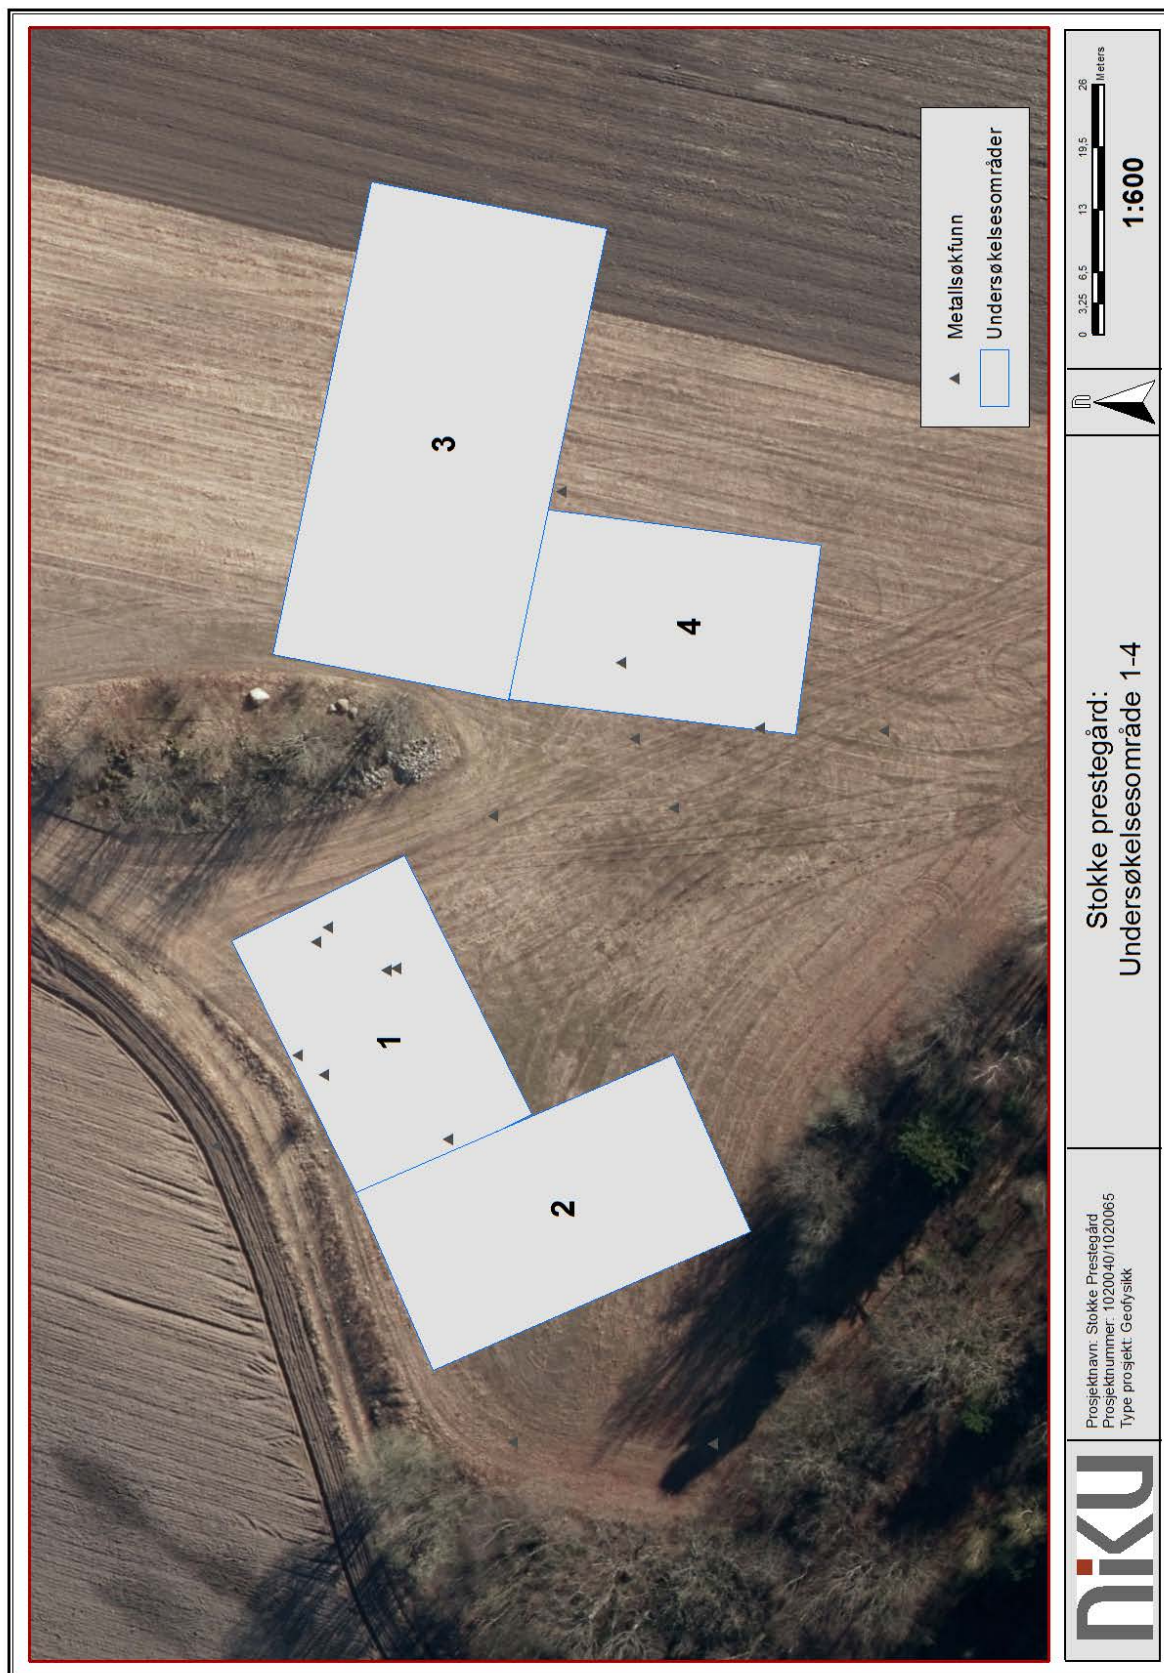 1
2
3
4
Metallsøkfunn
Undersøkelsesområder
niku
Prosjektnavn: Stokke Prestegård
Prosjektnummer: 1020040/1020065
Type prosjekt: Geofysikk
Stokke prestegård:
Undersøkelsesområde 1-4
N
0 3,25 6,5 13 19,5 26
Meters
1:600